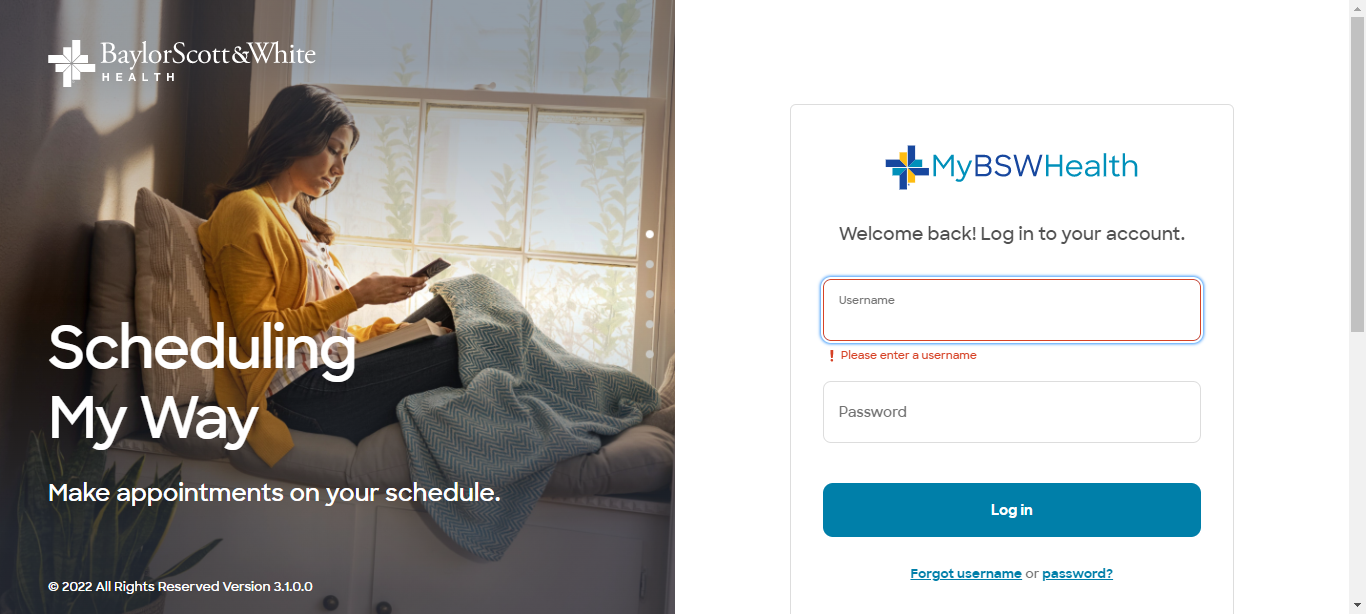 BaylorScott&White
HEALTH
Scheduling
My Way
Make appointments on your schedule.
© 2022 All Rights Reserved Version 3.1.0.0
MyBSWHealth
Welcome back! Log in to your account.
Username
! Please enter a username
Password
Log in
Forgot username or password?